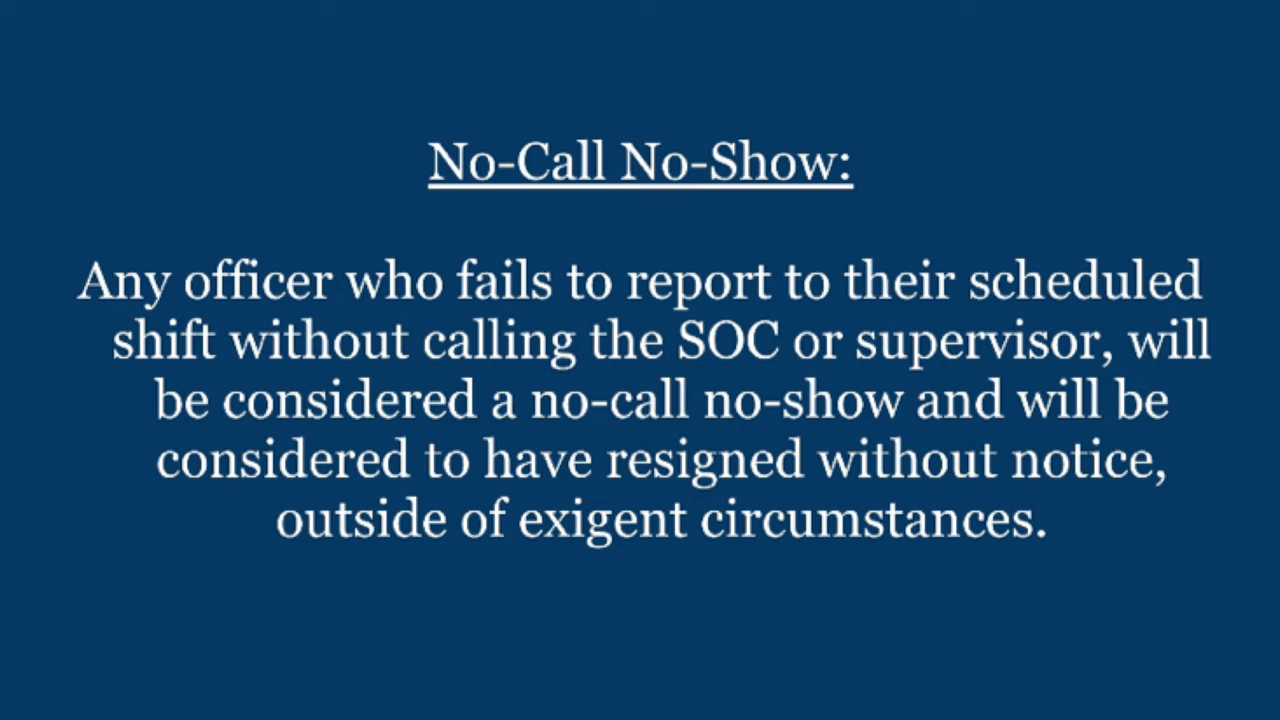 No-Call No-Show:
Any officer who fails to report to their scheduled
shift without calling the SOC or supervisor, will
be considered a no-call no-show and will be
considered to have resigned without notice,
outside of exigent circumstances.